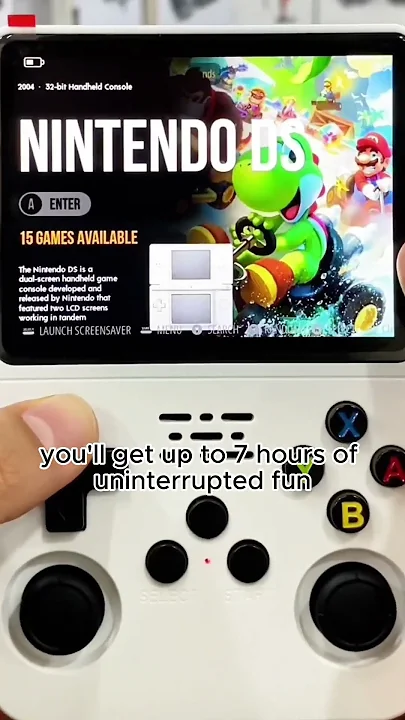 nds
2004 · 32-bit Handheld Console
NINTENDO DS
A ENTER
15 GAMES AVAILABLE
The Nintendo DS is a
dual-screen handheld game
console developed and
released by Nintendo that
featured two LCD screens
working in tandem
LAUNCH SCREENSAVER MENU SEARCH
you'll get up to 7 hours of
uninterrupted fun
X
Y
A
B
SELECT START